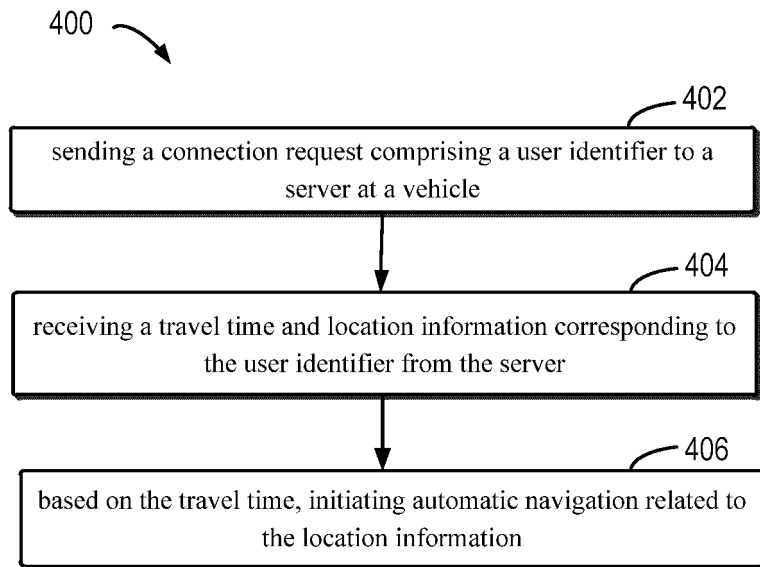 400
402
sending a connection request comprising a user identifier to a
server at a vehicle
404
receiving a travel time and location information corresponding to
the user identifier from the server
406
based on the travel time, initiating automatic navigation related to
the location information